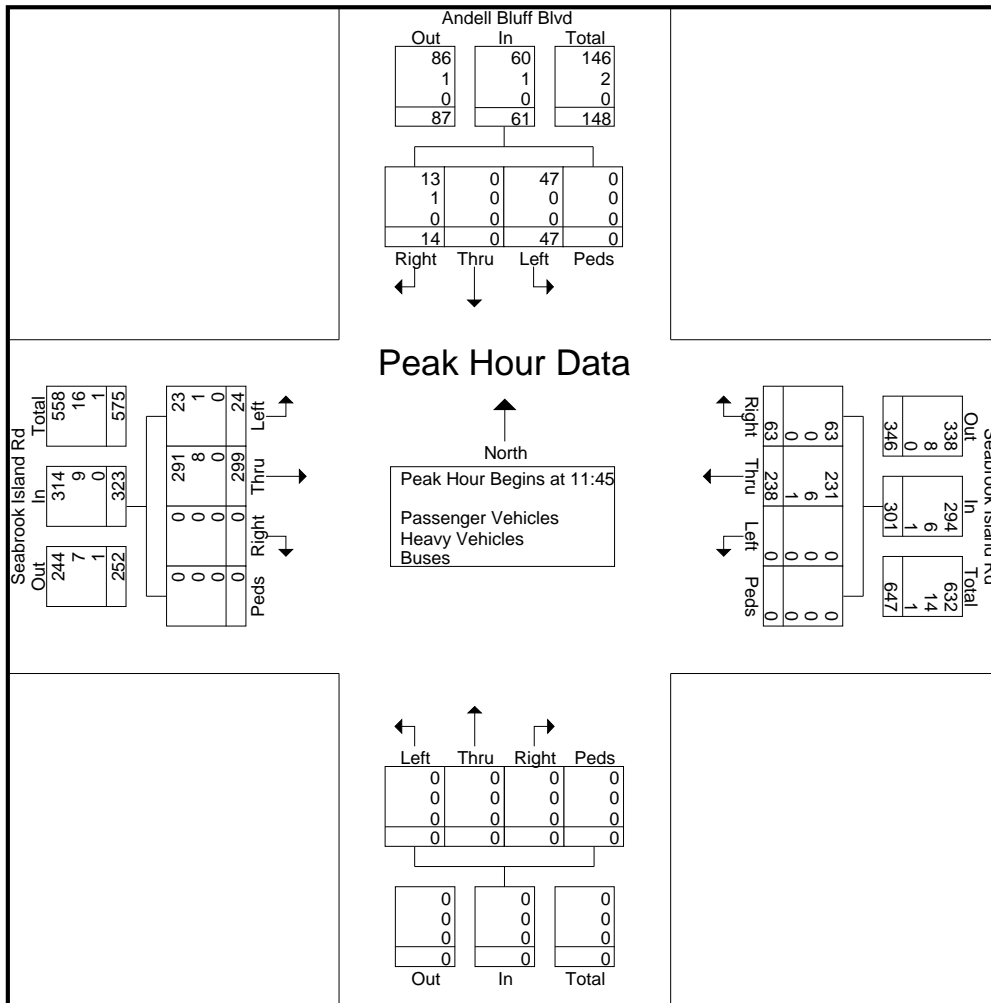 Andell Bluff Blvd
Out In Total
86 60 146
1 1 2
0 0 0
87 61 148
13 0 47 0
1 0 0 0
0 0 0 0
14 0 47 0
Right Thru Left Peds
Peak Hour Data
North
Peak Hour Begins at 11:45
Passenger Vehicles
Heavy Vehicles
Buses
Seabrook Island Rd
Total In Out
558 314 244
16 9 7
1 0 1
575 323 252
23 291 0 0
1 8 0 0
0 0 0 0
24 299 0 0
Left Thru Right Peds
Seabrook Island Rd
Out In Total
338 294 632
8 6 14
0 1 1
346 301 647
63 231 0 0
0 6 0 0
0 1 0 0
63 238 0 0
Right Thru Left Peds
Left Thru Right Peds
0 0 0 0
0 0 0 0
0 0 0 0
0 0 0 0
0 0 0
0 0 0
0 0 0
0 0 0
Out In Total